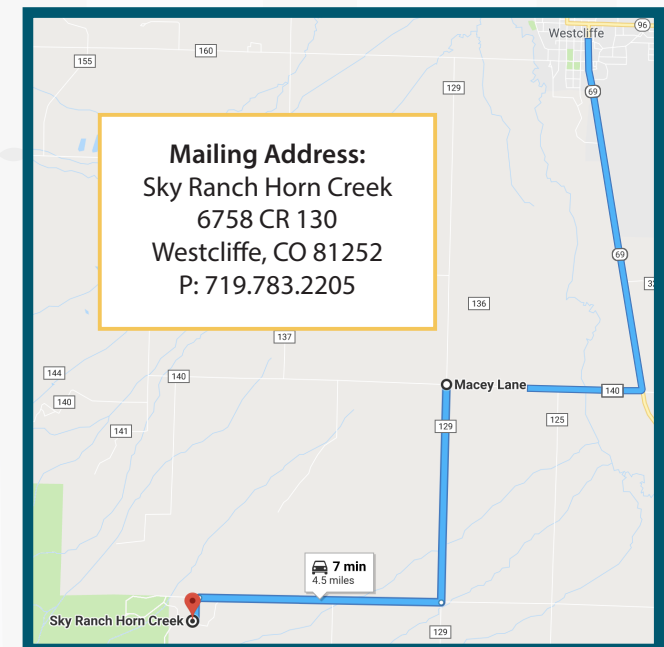 Westcliffe
96
155
160
129
69
Mailing Address:
Sky Ranch Horn Creek
6758 CR 130
Westcliffe, CO 81252
P: 719.783.2205
69
136
137
144
140
Macey Lane
140
140
129
125
141
7 min
4.5 miles
Sky Ranch Horn Creek
129